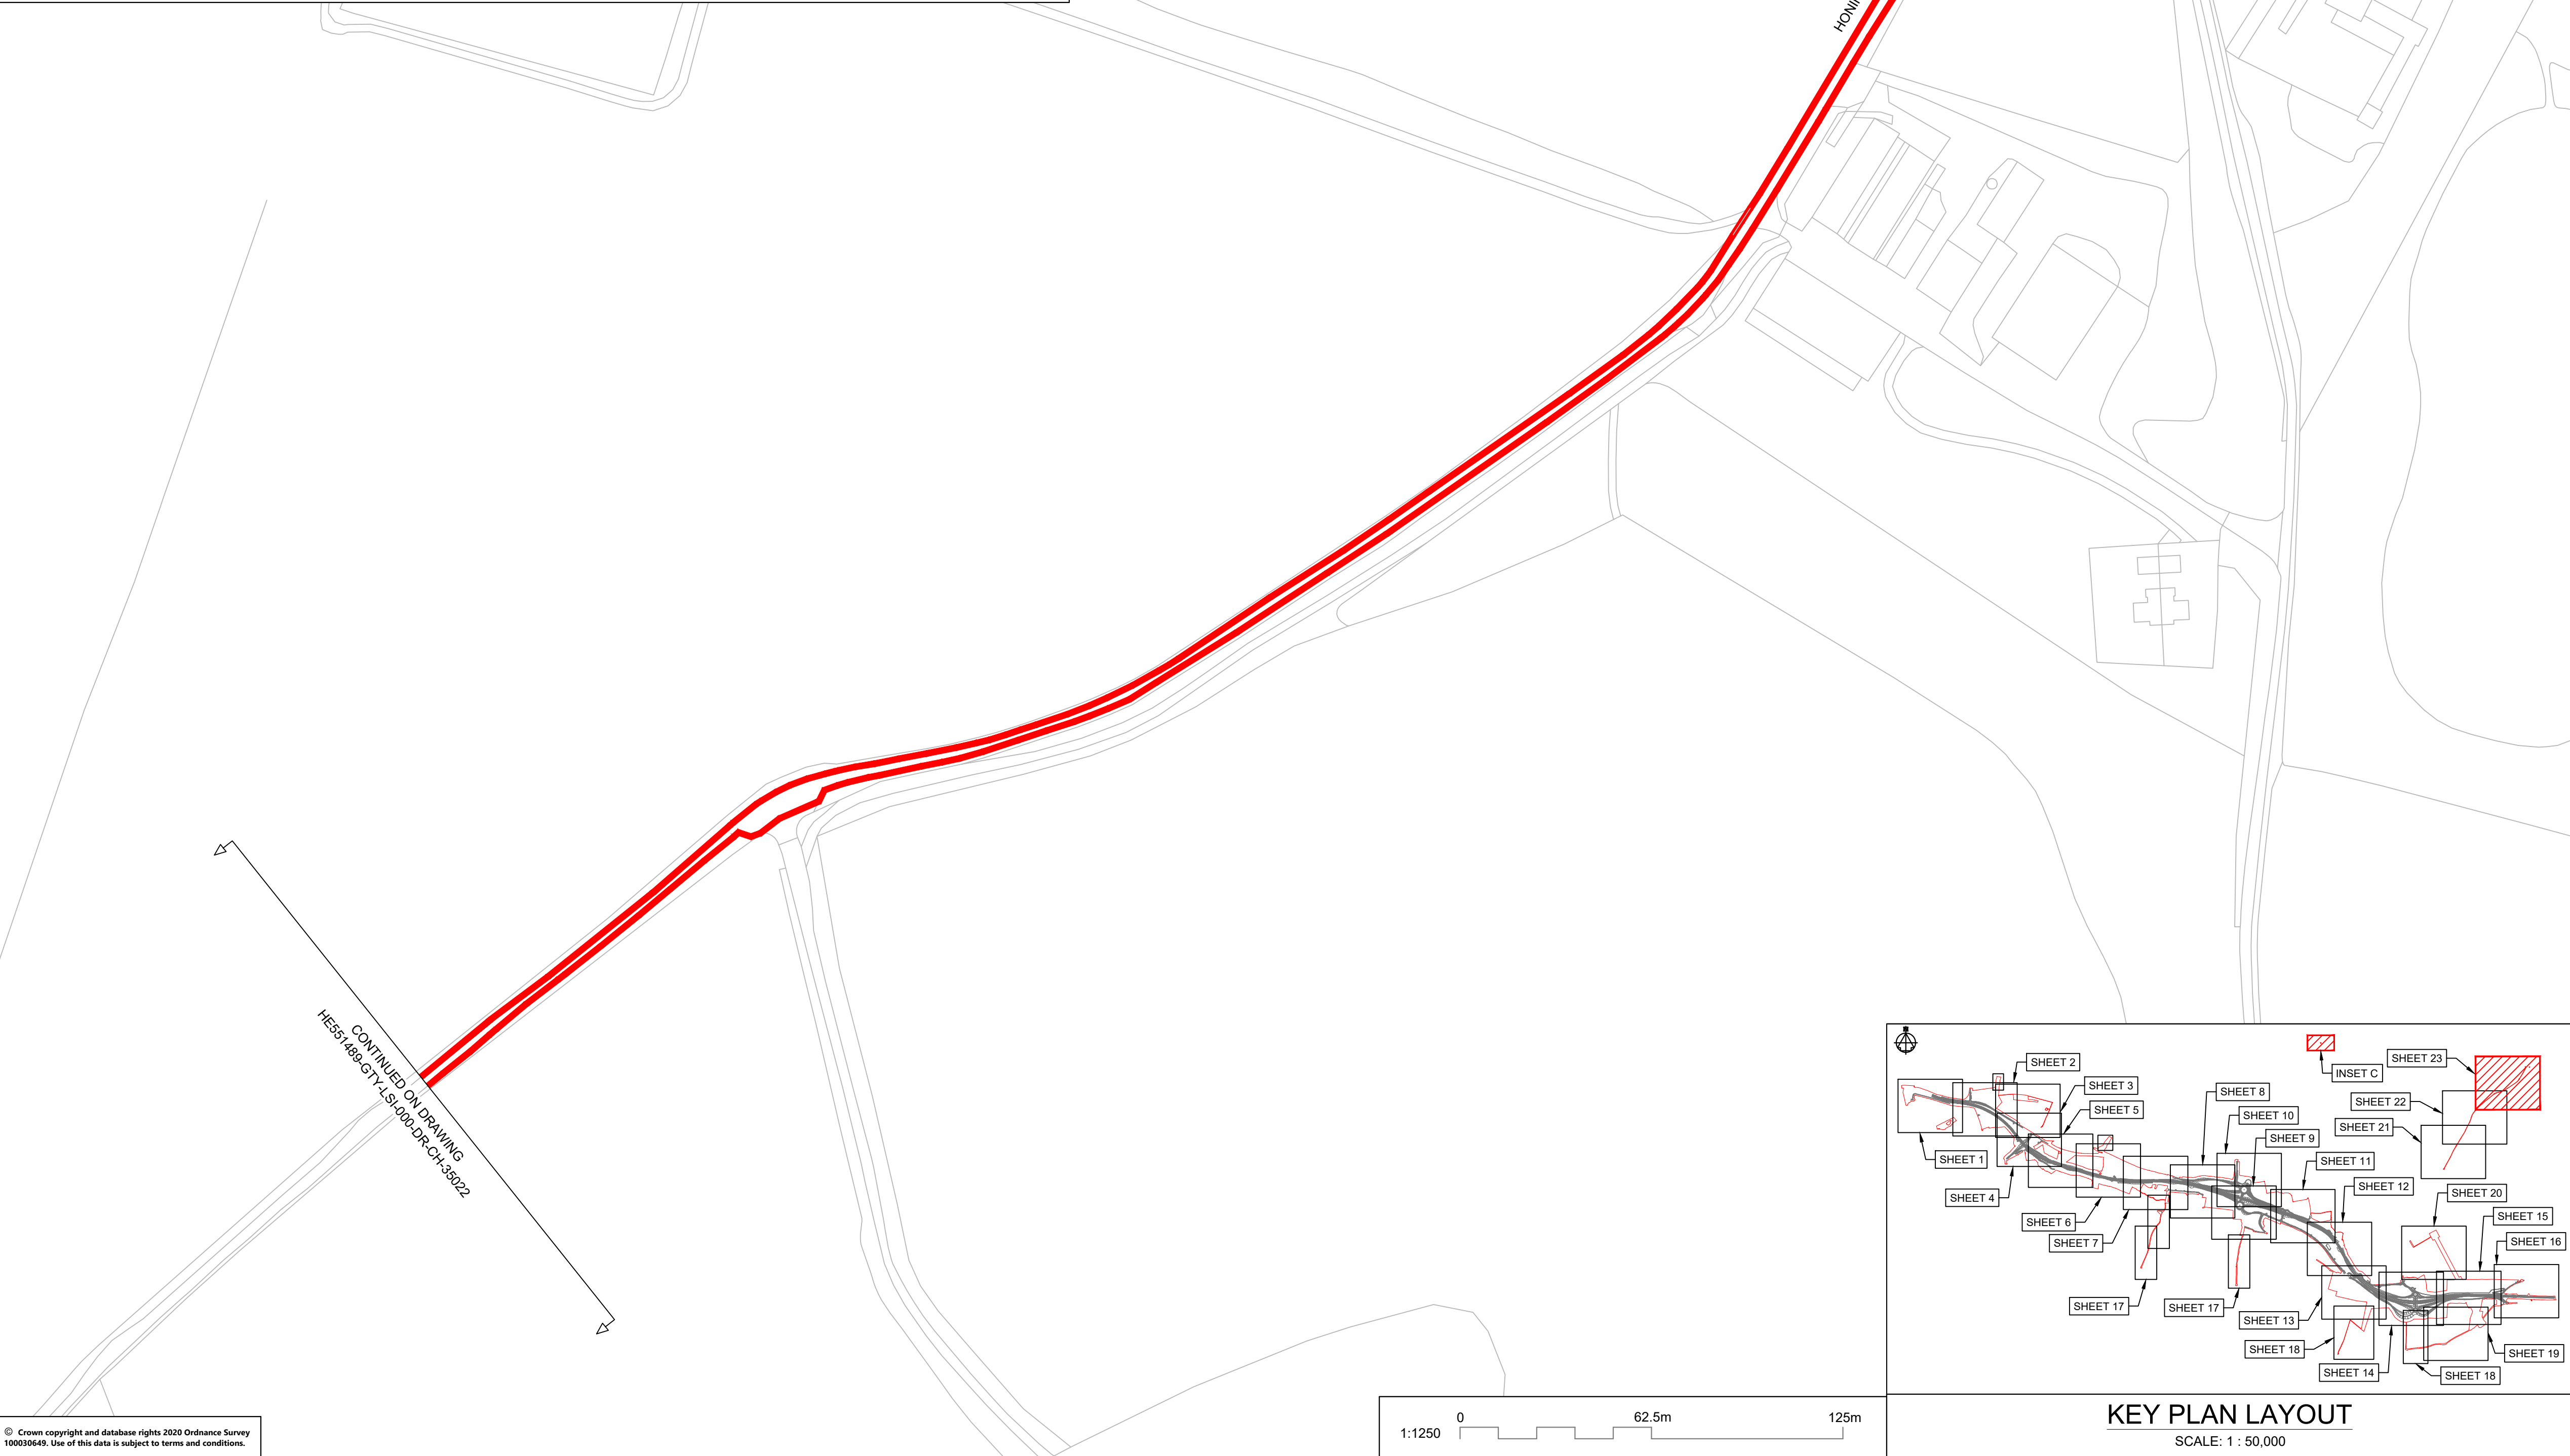 CONTINUED ON DRAWING
HE551489-GTY-LSI-000-DR-CH-35022
SHEET 2
SHEET 3
SHEET 5
SHEET 1
SHEET 4
SHEET 6
SHEET 7
SHEET 17
SHEET 8
SHEET 10
SHEET 9
SHEET 11
SHEET 12
INSET C
SHEET 23
SHEET 22
SHEET 21
SHEET 20
SHEET 15
SHEET 16
SHEET 17
SHEET 13
SHEET 18
SHEET 14
SHEET 18
SHEET 19
KEY PLAN LAYOUT
SCALE: 1 : 50,000
1:1250
0
62.5m
125m
© Crown copyright and database rights 2020 Ordnance Survey
100030649. Use of this data is subject to terms and conditions.